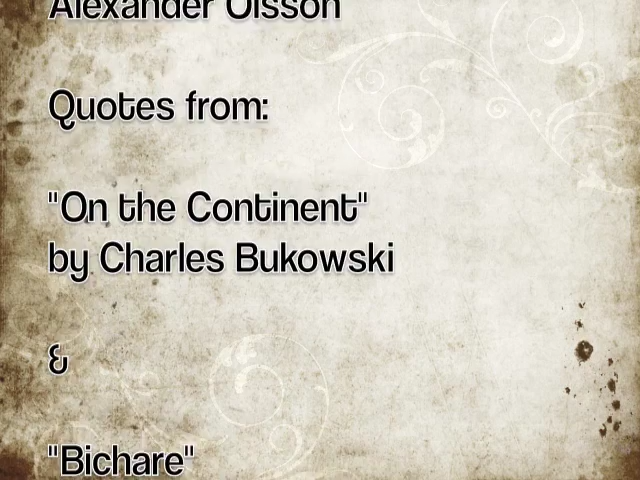 Alexander Olsson
Quotes from:
"On the Continent"
by Charles Bukowski
&
"Bichare"